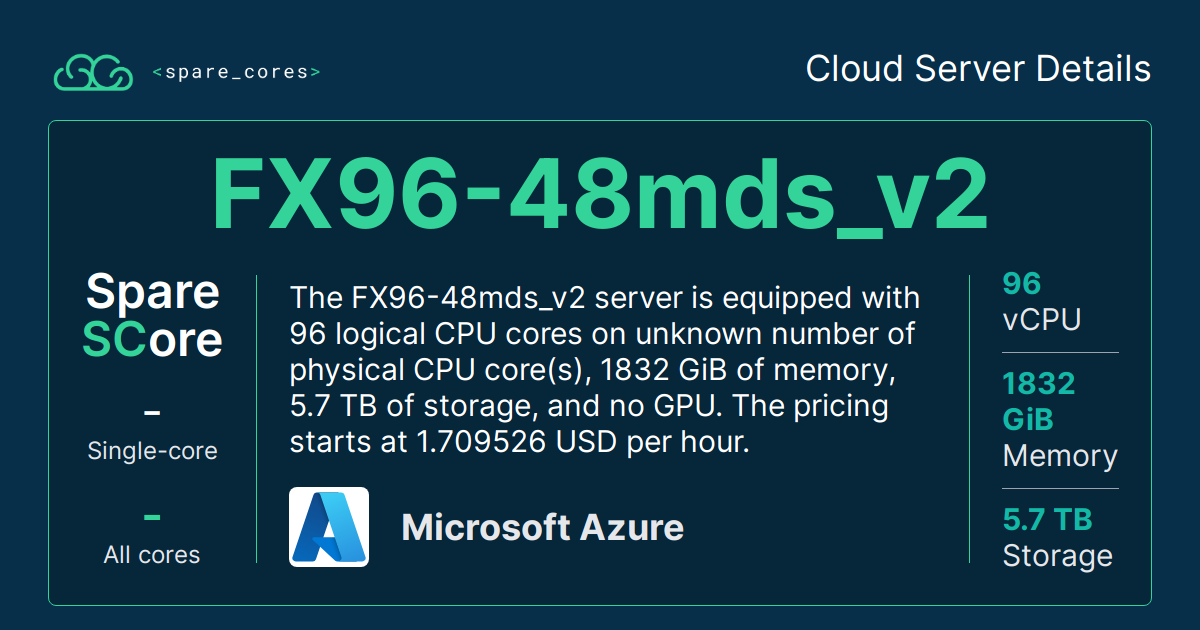 <spare_cores>
Cloud Server Details
FX96-48mds_v2
Spare
SCore
–
Single-core
–
All cores
The FX96-48mds_v2 server is equipped with
96 logical CPU cores on unknown number of
physical CPU core(s), 1832 GiB of memory,
5.7 TB of storage, and no GPU. The pricing
starts at 1.709526 USD per hour.
Microsoft Azure
96
vCPU
1832
GiB
Memory
5.7 TB
Storage